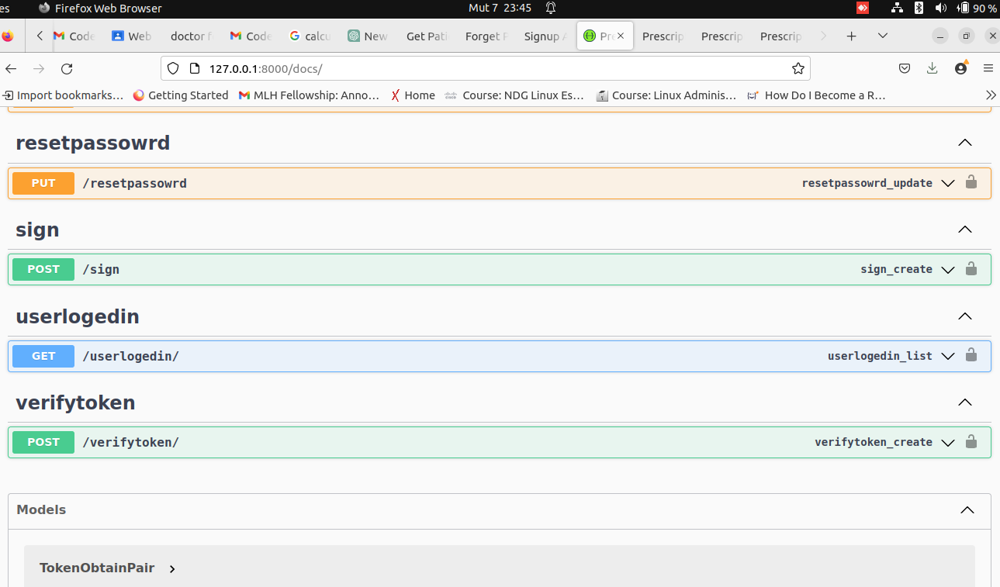 es Firefox Web Browser Mut 7 23:45 90 %
Code Web doctor f Code calcu New Get Pati Forget P Signup A Pre Prescrip Prescrip Prescrip
127.0.0.1:8000/docs/
Import bookmarks... Getting Started MLH Fellowship: Anno... Home Course: NDG Linux Es... Course: Linux Adminis... How Do I Become a R...
resetpassowrd
PUT /resetpassowrd resetpassowrd_update
sign
POST /sign sign_create
userlogedin
GET /userlogedin/ userlogedin_list
verifytoken
POST /verifytoken/ verifytoken_create
Models
TokenObtainPair